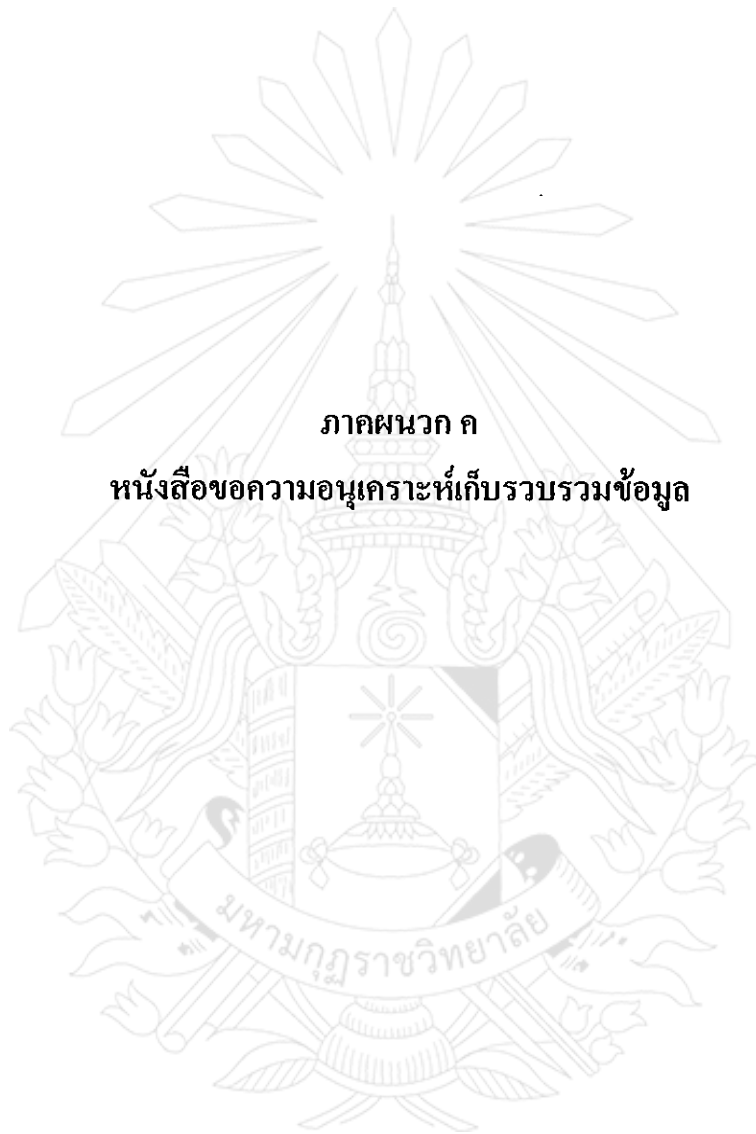 ภาคผนวก ค
หนังสือขอความอนุเคราะห์เก็บรวบรวมข้อมูล
มหามกุฏราชวิทยาลัย